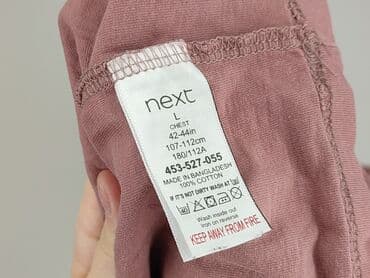 next
L
CHEST
42-44in
107-112cm
180/112A
453-527-055
MADE IN BANGLADESH
100% COTTON
IF IT'S NOT DIRTY WASH AT
Wash inside out
Iron on reverse
KEEP AWAY FROM FIRE